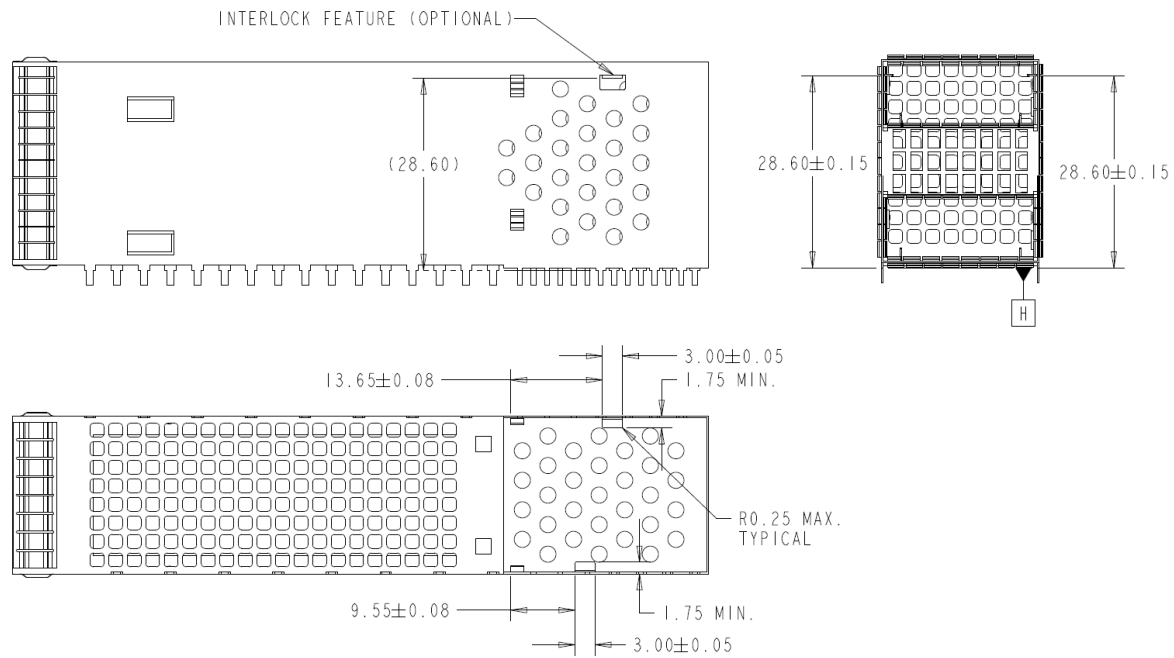 INTERLOCK FEATURE (OPTIONAL)
(28.60)
28.60±0.15
28.60±0.15
H
3.00±0.05
13.65±0.08
1.75 MIN.
R0.25 MAX.
TYPICAL
9.55±0.08
1.75 MIN.
3.00±0.05